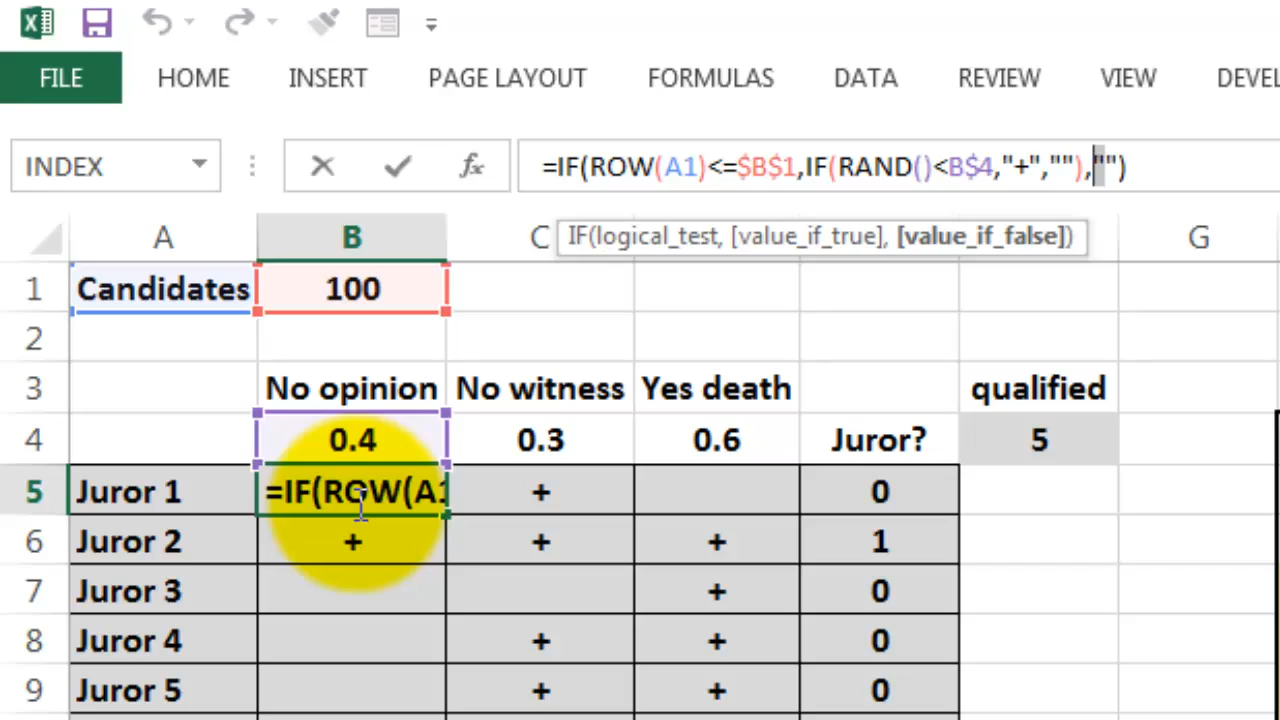 FILE HOME INSERT PAGE LAYOUT FORMULAS DATA REVIEW VIEW DEVEL
INDEX fx =IF(ROW(A1)<=$B$1,IF(RAND()<B$4,"+",""),"")
IF(logical_test, [value_if_true], [value_if_false])
A B C G
1 Candidates 100
2
3 No opinion No witness Yes death qualified
4 0.4 0.3 0.6 Juror? 5
5 Juror 1 =IF(ROW(A1 + 0
6 Juror 2 + + + 1
7 Juror 3 + 0
8 Juror 4 + + 0
9 Juror 5 + + 0